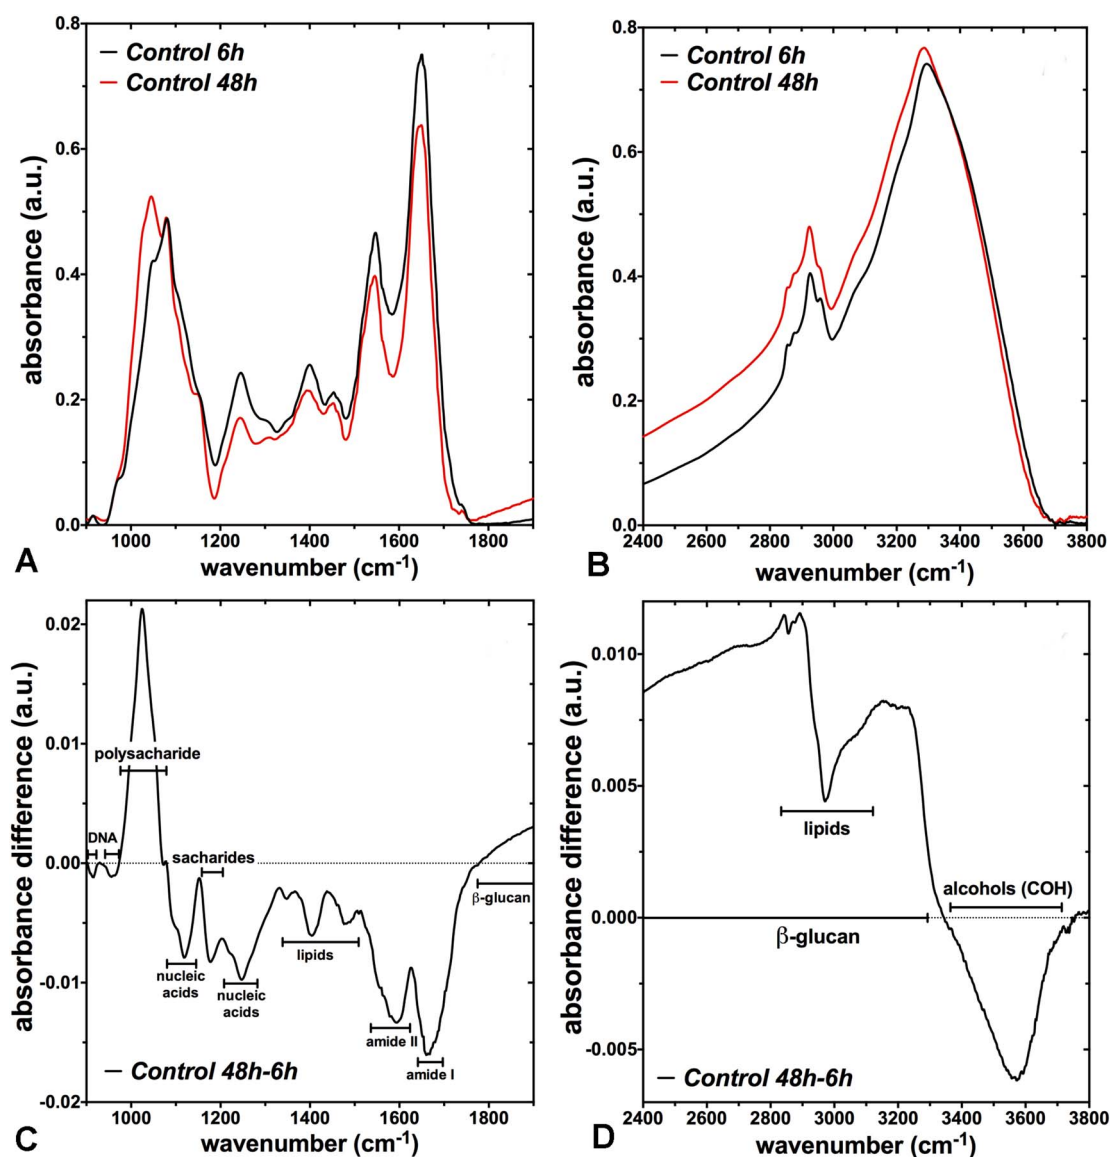 0.8
0.6
0.4
0.2
0.0
absorbance (a.u.)
Control 6h
Control 48h
1000 1200 1400 1600 1800
wavenumber (cm-1)
A
0.8
0.6
0.4
0.2
0.0
absorbance (a.u.)
Control 6h
Control 48h
2400 2600 2800 3000 3200 3400 3600 3800
wavenumber (cm-1)
B
0.02
0.01
0.00
-0.01
-0.02
absorbance difference (a.u.)
polysacharide
DNA
sacharides
β-glucan
nucleic
acids
nucleic
acids
lipids
amide II
amide I
Control 48h-6h
1000 1200 1400 1600 1800
wavenumber (cm-1)
C
0.010
0.005
0.000
-0.005
absorbance difference (a.u.)
lipids
alcohols (COH)
β-glucan
Control 48h-6h
2400 2600 2800 3000 3200 3400 3600 3800
wavenumber (cm-1)
D